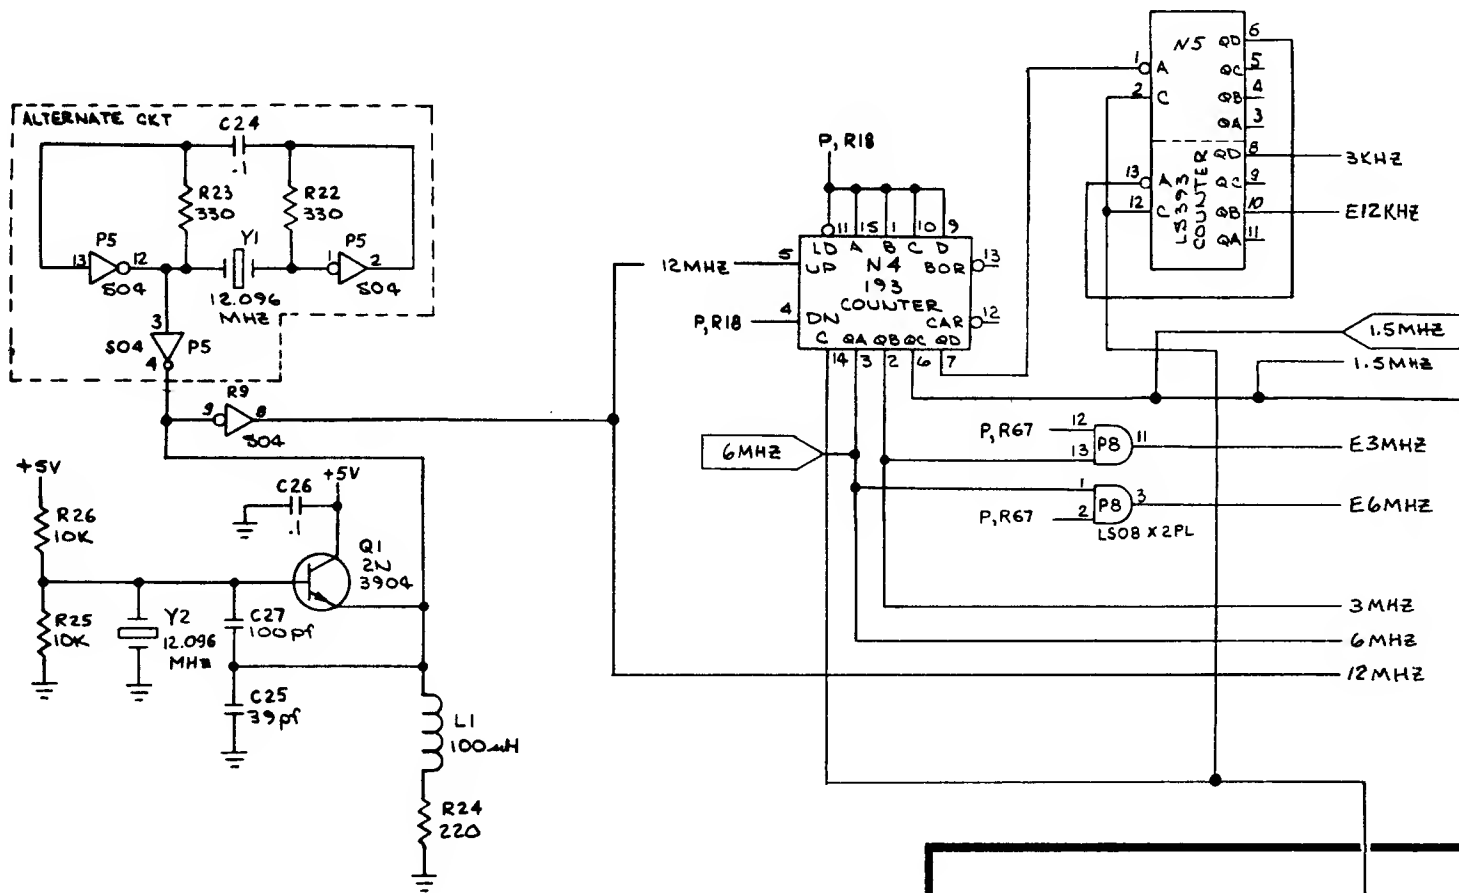 ALTERNATE CKT
C24
.1
R23
330
R22
330
P5
13
12
S04
Y1
12.096
MHZ
P5
1
2
S04
3
S04
P5
4
R9
9
8
S04
+5V
R26
10K
R25
10K
Y2
12.096
MHZ
C26
.1
+5V
Q1
2N
3904
C27
100pf
C25
39pf
L1
100uH
R24
220
P,R18
11
15
1
10
9
LD
A
B
C
D
12MHZ
5
UP
N4
BOR
13
193
COUNTER
P,R18
4
DN
CAR
12
C
QA
QB
QC
QD
14
3
2
6
7
N5
QD
6
1
A
QC
5
2
C
QB
4
QA
3
LS393
COUNTER
QD
8
3KHZ
13
A
QC
9
12
C
QB
10
E12KHZ
QA
11
1.5MHZ
1.5MHZ
6MHZ
P,R67
12
13
P8
11
E3MHZ
1
P8
3
E6MHZ
P,R67
2
LS08 X 2PL
3MHZ
6MHZ
12MHZ